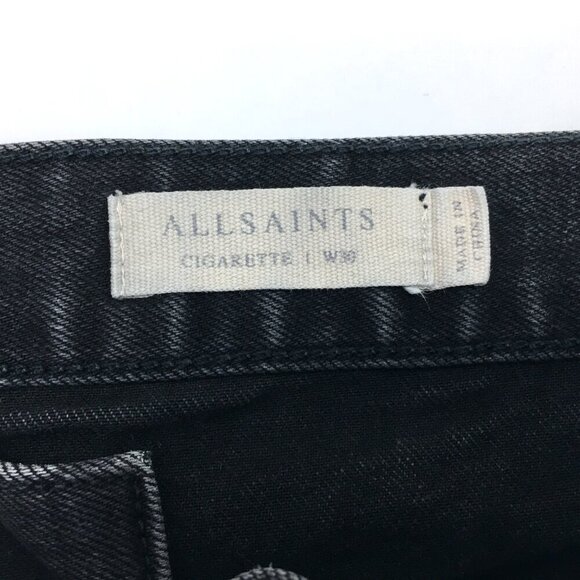 ALLSAINTS
CIGARETTE | W30
MADE IN
CHINA